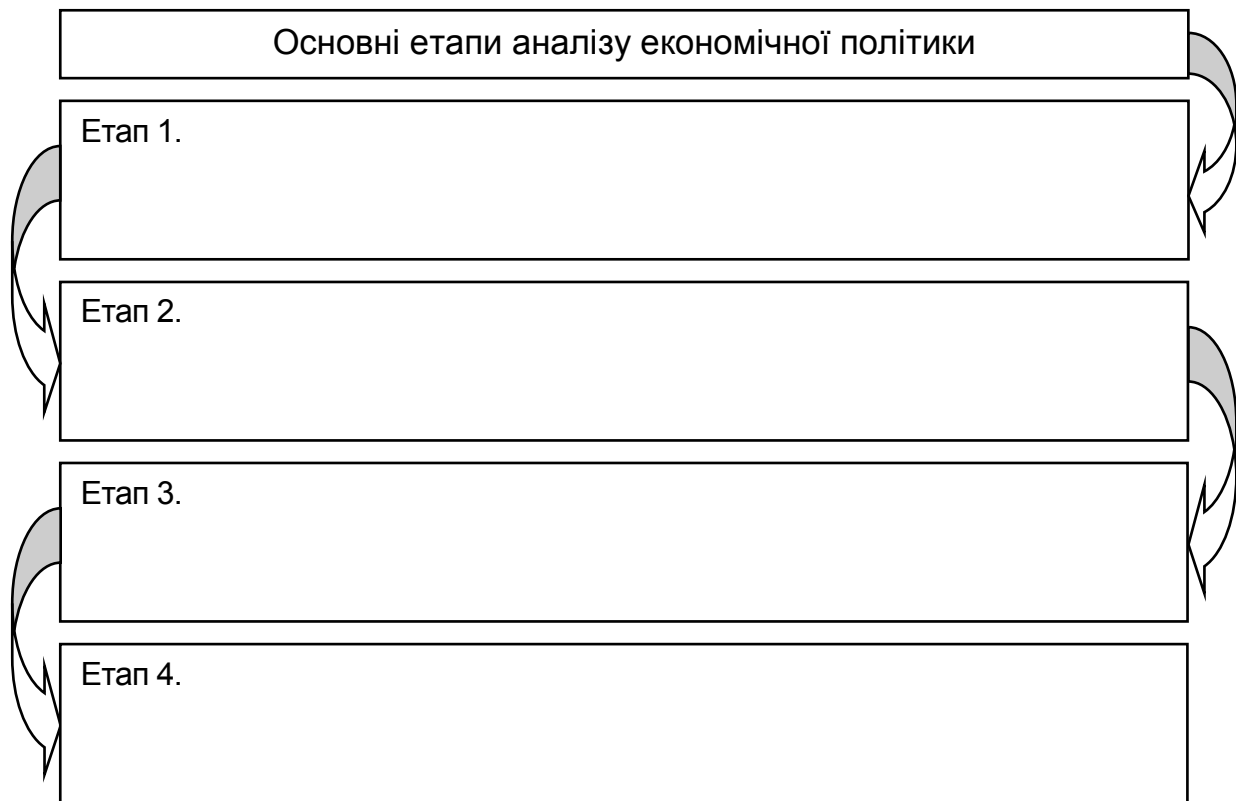 Основні етапи аналізу економічної політики
Етап 1.
Етап 2.
Етап 3.
Етап 4.